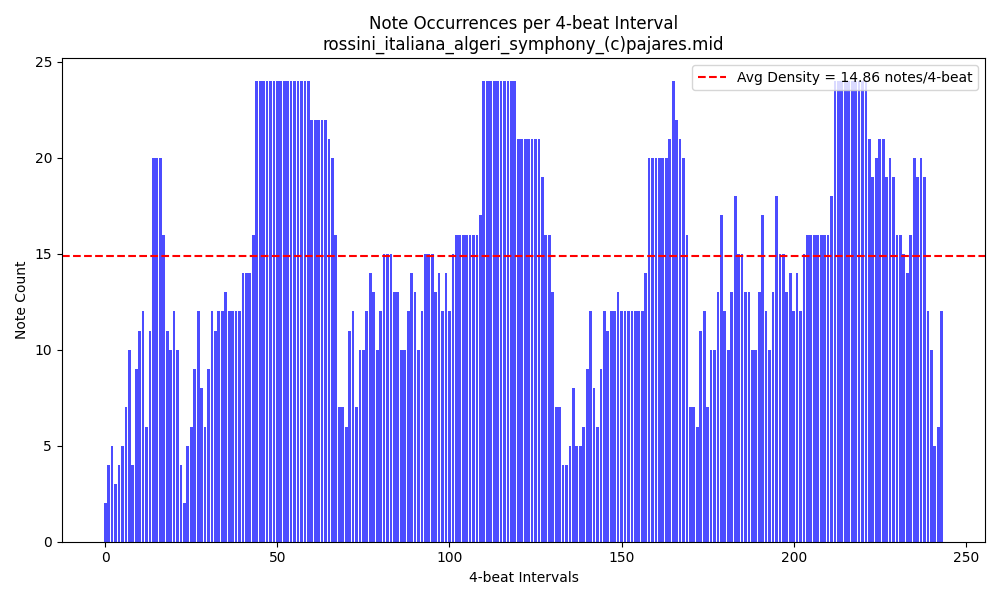 Note Occurrences per 4-beat Interval
rossini_italiana_algeri_symphony_(c)pajares.mid
Avg Density = 14.86 notes/4-beat
Note Count
25
20
15
10
5
0
0 50 100 150 200 250
4-beat Intervals